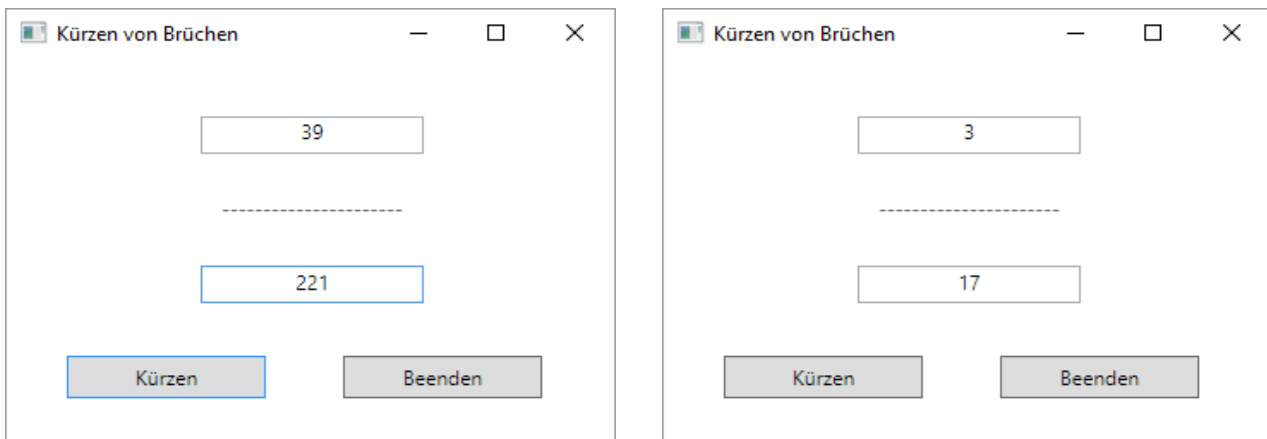 Kürzen von Brüchen
39
----------------------
221
Kürzen Beenden
Kürzen von Brüchen
3
----------------------
17
Kürzen Beenden